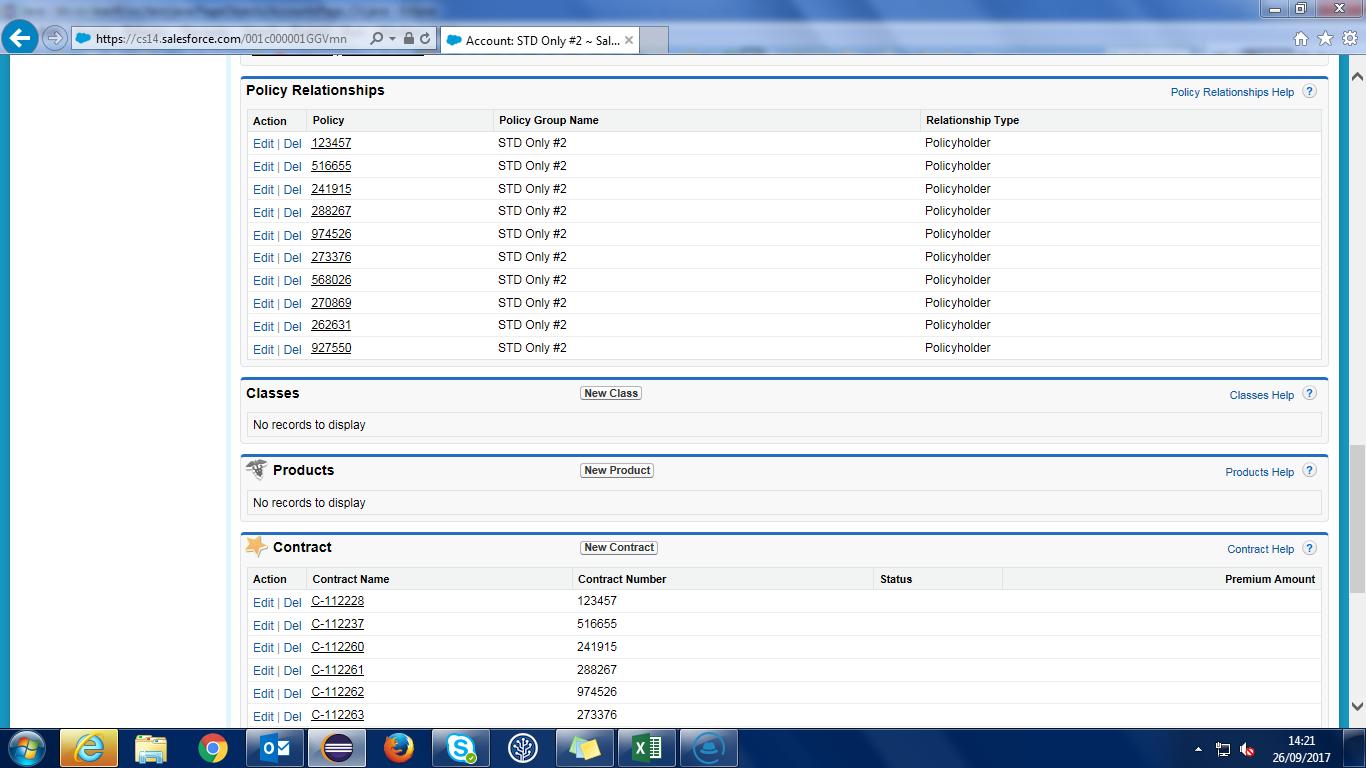 https://cs14.salesforce.com/001c000001GGVmn
Account: STD Only #2 ~ Sal...
Policy Relationships
Policy Relationships Help ?
Action Policy Policy Group Name Relationship Type
Edit | Del 123457 STD Only #2 Policyholder
Edit | Del 516655 STD Only #2 Policyholder
Edit | Del 241915 STD Only #2 Policyholder
Edit | Del 288267 STD Only #2 Policyholder
Edit | Del 974526 STD Only #2 Policyholder
Edit | Del 273376 STD Only #2 Policyholder
Edit | Del 568026 STD Only #2 Policyholder
Edit | Del 270869 STD Only #2 Policyholder
Edit | Del 262631 STD Only #2 Policyholder
Edit | Del 927550 STD Only #2 Policyholder
Classes New Class Classes Help ?
No records to display
Products New Product Products Help ?
No records to display
Contract New Contract Contract Help ?
Action Contract Name Contract Number Status Premium Amount
Edit | Del C-112228 123457
Edit | Del C-112237 516655
Edit | Del C-112260 241915
Edit | Del C-112261 288267
Edit | Del C-112262 974526
Edit | Del C-112263 273376
14:21
26/09/2017